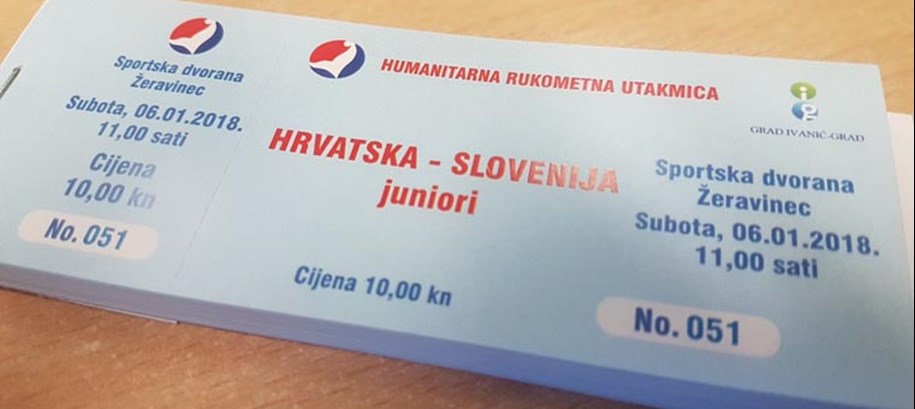 Sportska dvorana
Žeravinec
Subota, 06.01.2018.
11,00 sati
Cijena
10,00 kn
No. 051
HUMANITARNA RUKOMETNA UTAKMICA
HRVATSKA - SLOVENIJA
juniori
Cijena 10,00 kn
ig
GRAD IVANIĆ-GRAD
Sportska dvorana
Žeravinec
Subota, 06.01.2018.
11,00 sati
No. 051